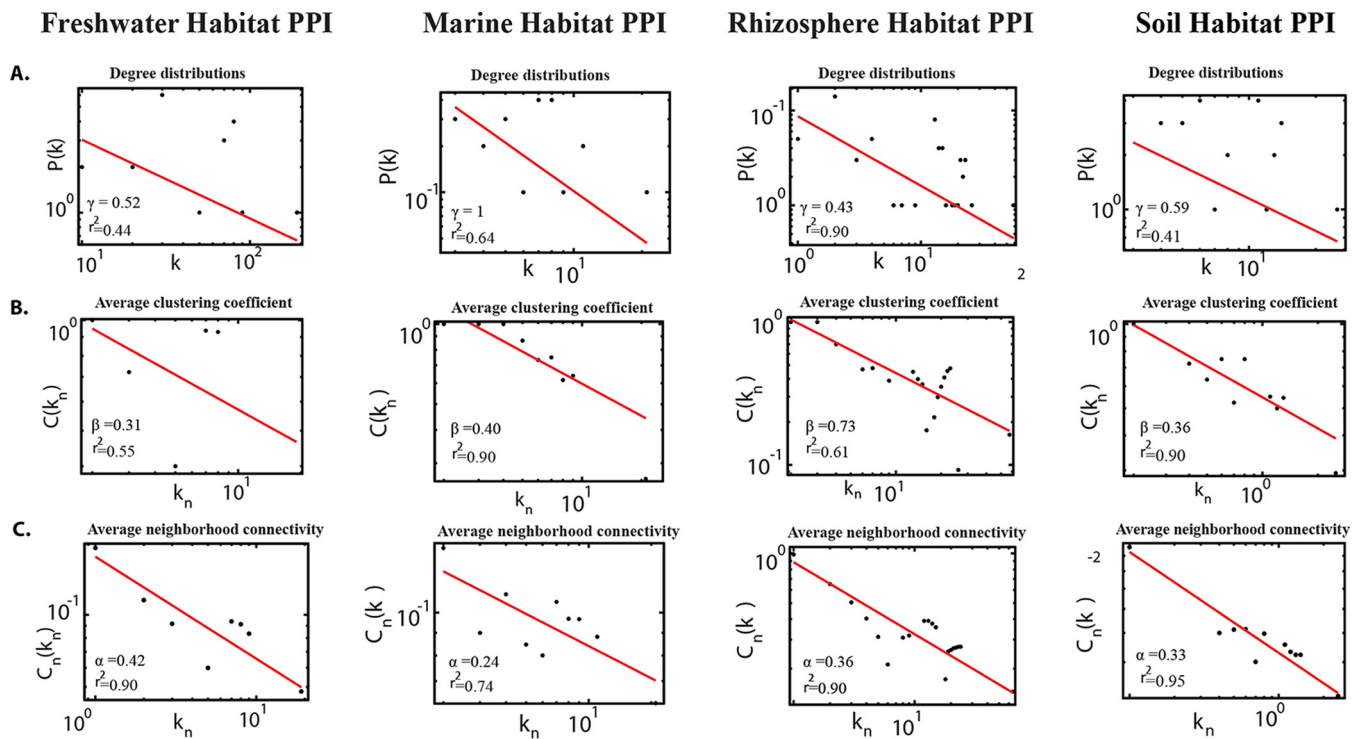 Freshwater Habitat PPI
Marine Habitat PPI
Rhizosphere Habitat PPI
Soil Habitat PPI
A.
Degree distributions
P(k)
γ = 0.52
r²=0.44
10¹
10²
10⁰
k
Degree distributions
P(k)
10⁻¹
γ = 1
r²=0.64
k
10¹
Degree distributions
P(k)
10⁻¹
10⁰
γ = 0.43
r²=0.90
10⁰
k
10¹
2
Degree distributions
P(k)
10⁰
γ = 0.59
r²=0.41
k
10¹
B.
Average clustering coefficient
10⁰
C(kₙ)
β =0.31
r²=0.55
kₙ
10¹
Average clustering coefficient
10⁰
C(kₙ)
β =0.40
r²=0.90
kₙ
10¹
Average clustering coefficient
10⁰
C(kₙ)
β =0.73
r²=0.61
10⁻¹
kₙ
10¹
Average clustering coefficient
10⁰
C(kₙ)
β =0.36
r²=0.90
kₙ
10⁰
C.
Average neighborhood connectivity
10⁻¹
Cₙ(kₙ)
α=0.42
r²=0.90
10⁰
kₙ
10¹
Average neighborhood connectivity
10⁻¹
Cₙ(k )
α=0.24
r²=0.74
kₙ
10¹
Average neighborhood connectivity
10⁰
Cₙ(k )
α=0.36
r²=0.90
kₙ
10¹
Average neighborhood connectivity
-2
Cₙ(k )
α=0.33
r²=0.95
kₙ
10⁰